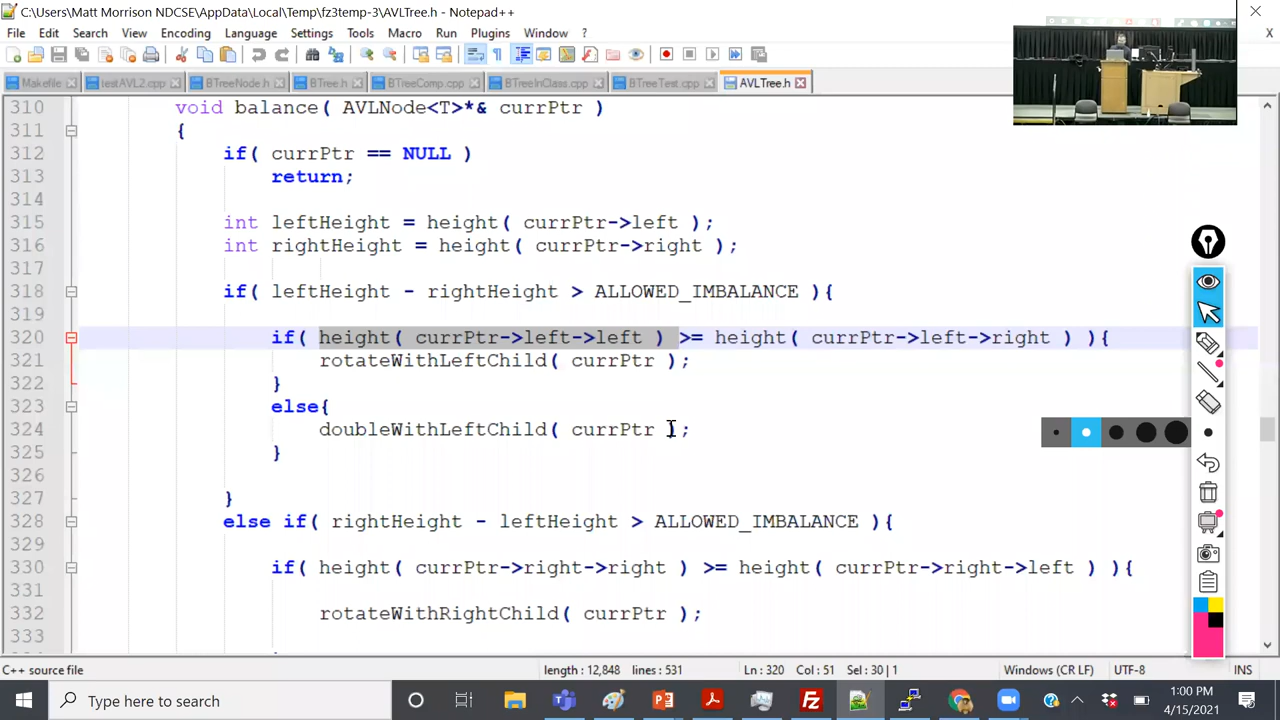 C:\Users\Matt Morrison NDCSE\AppData\Local\Temp\fz3temp-3\AVLTree.h - Notepad++
File Edit Search View Encoding Language Settings Tools Macro Run Plugins Window ? X
Makefile testAVL2.cpp BTreeNode.h BTree.h BTreeComp.cpp BTreeInClass.cpp BTreeTest.cpp AVLTree.h
310 void balance( AVLNode<T>*& currPtr )
311 {
312 if( currPtr == NULL )
313 return;
314
315 int leftHeight = height( currPtr->left );
316 int rightHeight = height( currPtr->right );
317
318 if( leftHeight - rightHeight > ALLOWED_IMBALANCE ){
319
320 if( height( currPtr->left->left ) >= height( currPtr->left->right ) ){
321 rotateWithLeftChild( currPtr );
322 }
323 else{
324 doubleWithLeftChild( currPtr );
325 }
326
327 }
328 else if( rightHeight - leftHeight > ALLOWED_IMBALANCE ){
329
330 if( height( currPtr->right->right ) >= height( currPtr->right->left ) ){
331
332 rotateWithRightChild( currPtr );
333
C++ source file length : 12,848 lines : 531 Ln : 320 Col : 51 Sel : 30 | 1 Windows (CR LF) UTF-8 INS
Type here to search 1:00 PM
4/15/2021